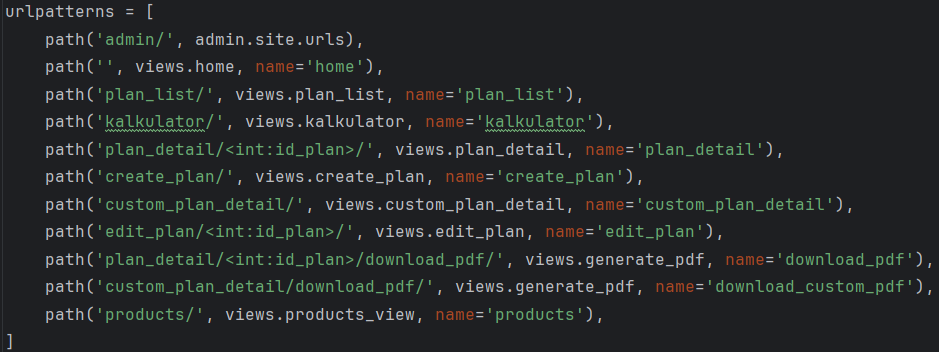 urlpatterns = [
    path('admin/', admin.site.urls),
    path('', views.home, name='home'),
    path('plan_list/', views.plan_list, name='plan_list'),
    path('kalkulator/', views.kalkulator, name='kalkulator'),
    path('plan_detail/<int:id_plan>/', views.plan_detail, name='plan_detail'),
    path('create_plan/', views.create_plan, name='create_plan'),
    path('custom_plan_detail/', views.custom_plan_detail, name='custom_plan_detail'),
    path('edit_plan/<int:id_plan>/', views.edit_plan, name='edit_plan'),
    path('plan_detail/<int:id_plan>/download_pdf/', views.generate_pdf, name='download_pdf'),
    path('custom_plan_detail/download_pdf/', views.generate_pdf, name='download_custom_pdf'),
    path('products/', views.products_view, name='products'),
]